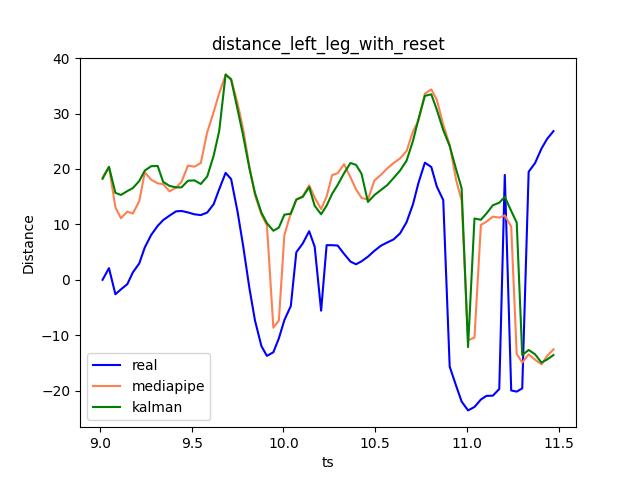 distance_left_leg_with_reset
40
30
20
10
0
−10
−20
Distance
real
mediapipe
kalman
9.0 9.5 10.0 10.5 11.0 11.5
ts